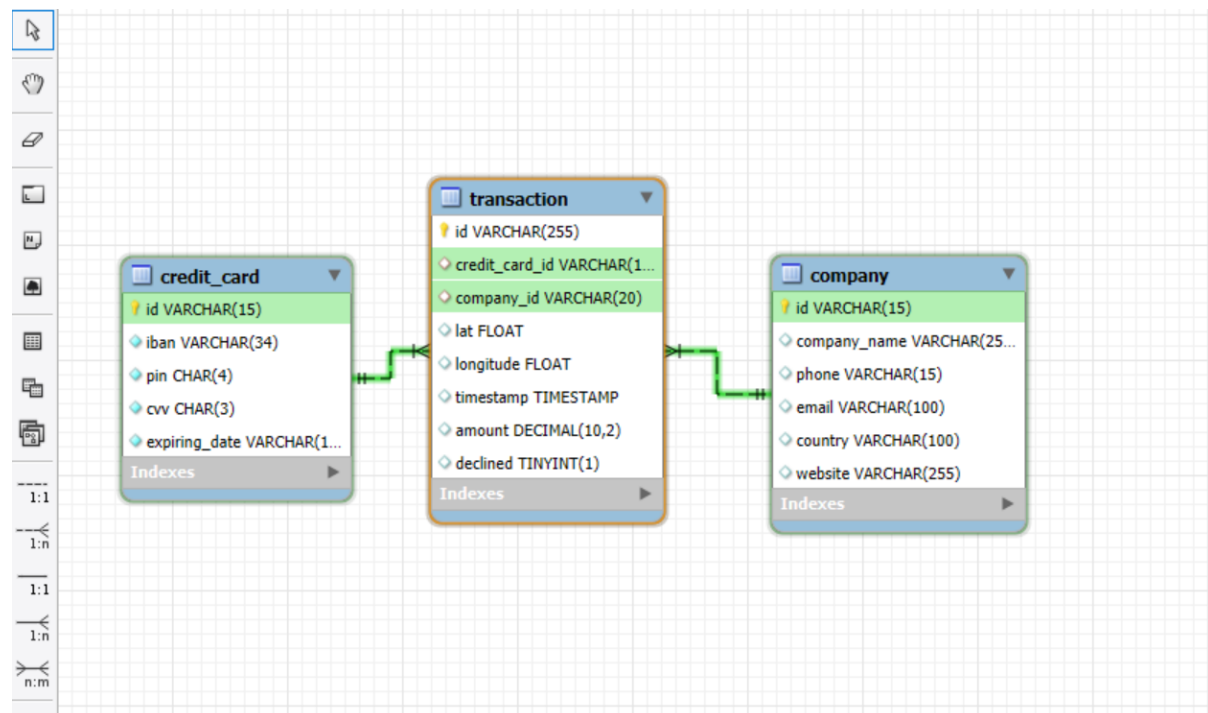 credit_card
id VARCHAR(15)
iban VARCHAR(34)
pin CHAR(4)
cvv CHAR(3)
expiring_date VARCHAR(1...
Indexes
transaction
id VARCHAR(255)
credit_card_id VARCHAR(1...
company_id VARCHAR(20)
lat FLOAT
longitude FLOAT
timestamp TIMESTAMP
amount DECIMAL(10,2)
declined TINYINT(1)
Indexes
company
id VARCHAR(15)
company_name VARCHAR(25...
phone VARCHAR(15)
email VARCHAR(100)
country VARCHAR(100)
website VARCHAR(255)
Indexes
1:1
1:n
1:1
1:n
n:m